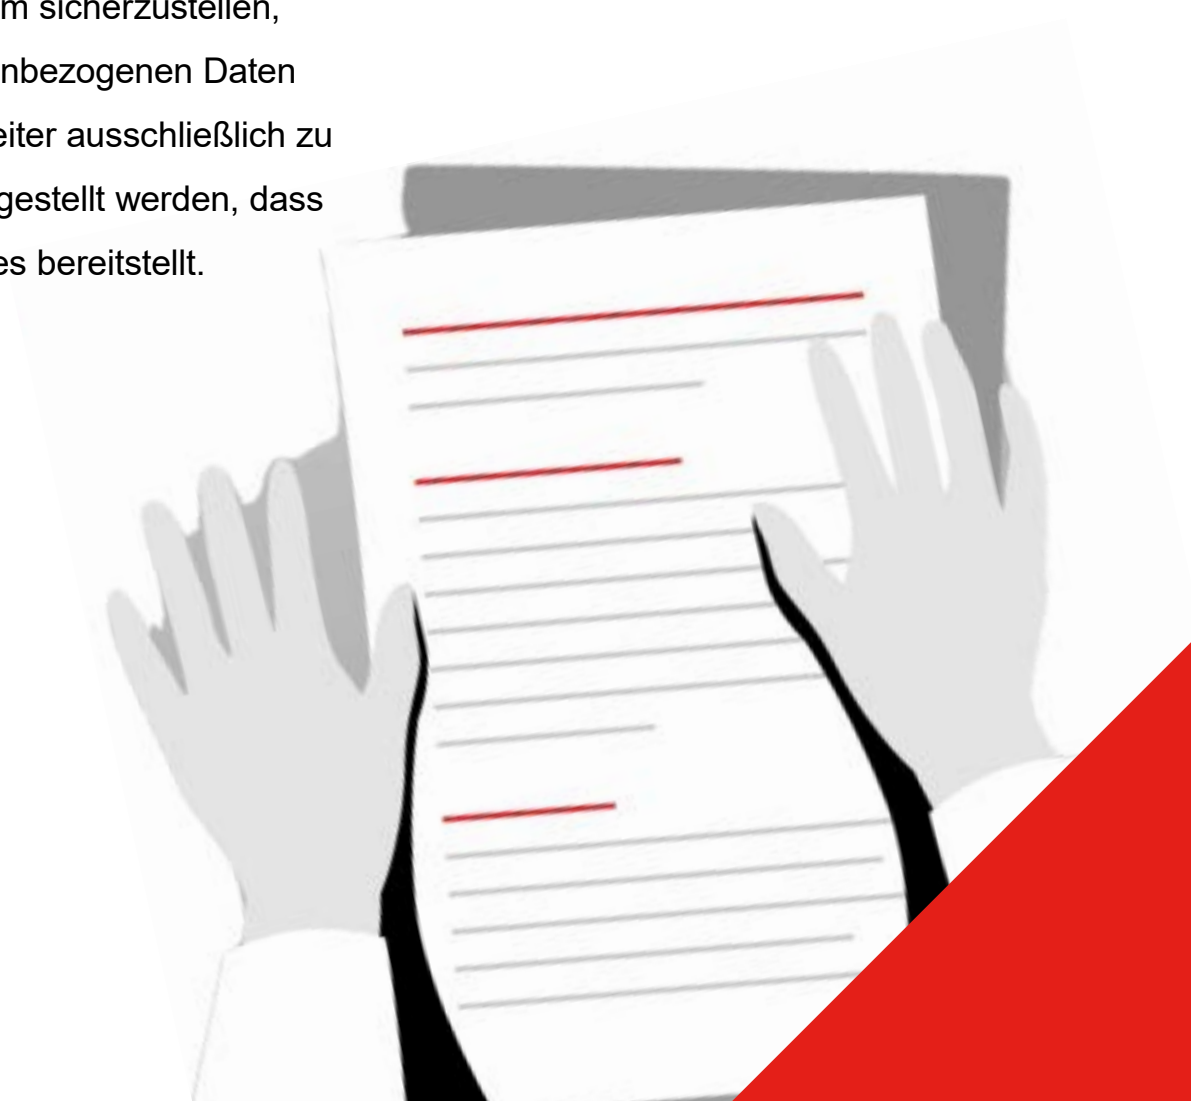 m sicherzustellen,
nbezogenen Daten
eiter ausschließlich zu
gestellt werden, dass
es bereitstellt.